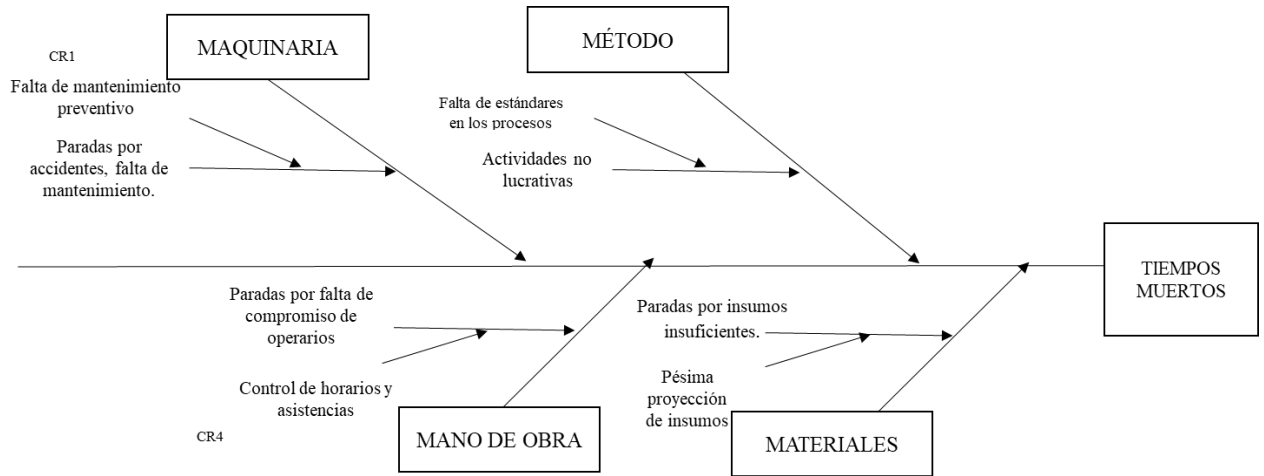 MAQUINARIA
MÉTODO
CR1
Falta de mantenimiento
preventivo
Paradas por
accidentes, falta de
mantenimiento.
Falta de estándares
en los procesos
Actividades no
lucrativas
TIEMPOS
MUERTOS
Paradas por falta de
compromiso de
operarios
Control de horarios y
asistencias
CR4
MANO DE OBRA
Paradas por insumos
insuficientes.
Pésima
proyección
de insumos
MATERIALES